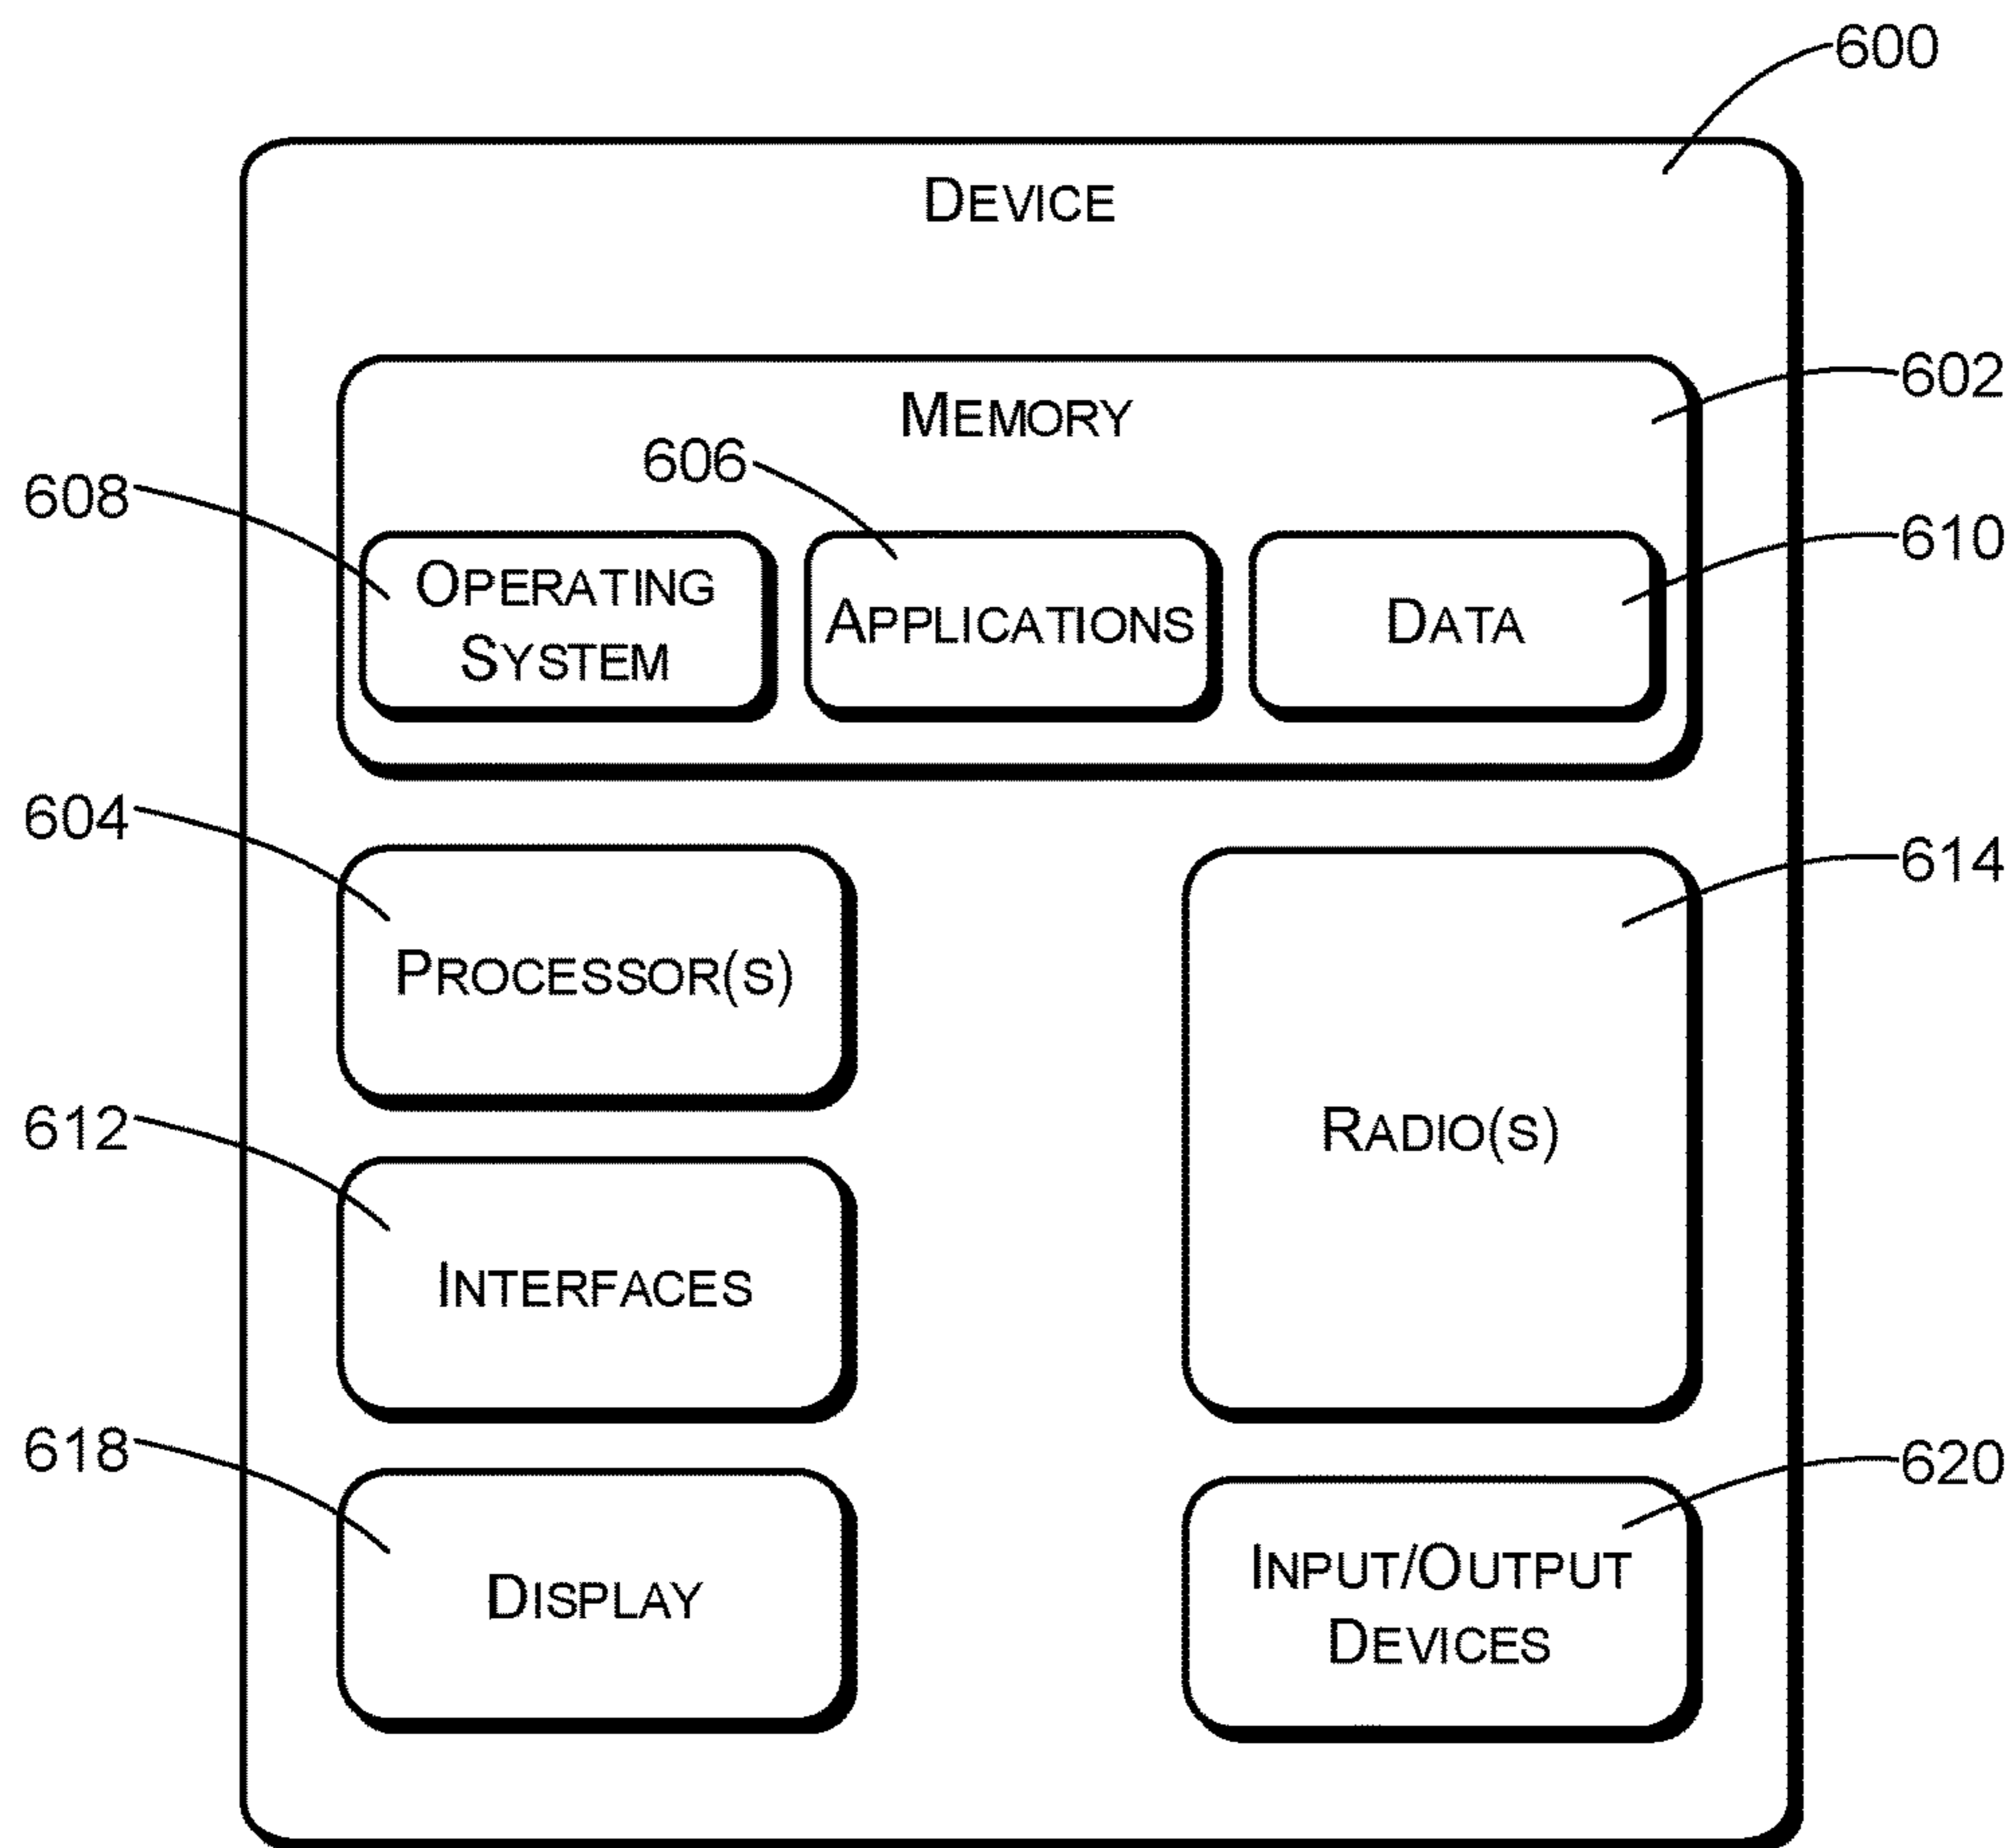 600
DEVICE
MEMORY
602
606
608
610
OPERATING
SYSTEM
APPLICATIONS
DATA
604
614
PROCESSOR(S)
612
RADIO(S)
INTERFACES
618
620
DISPLAY
INPUT/OUTPUT
DEVICES